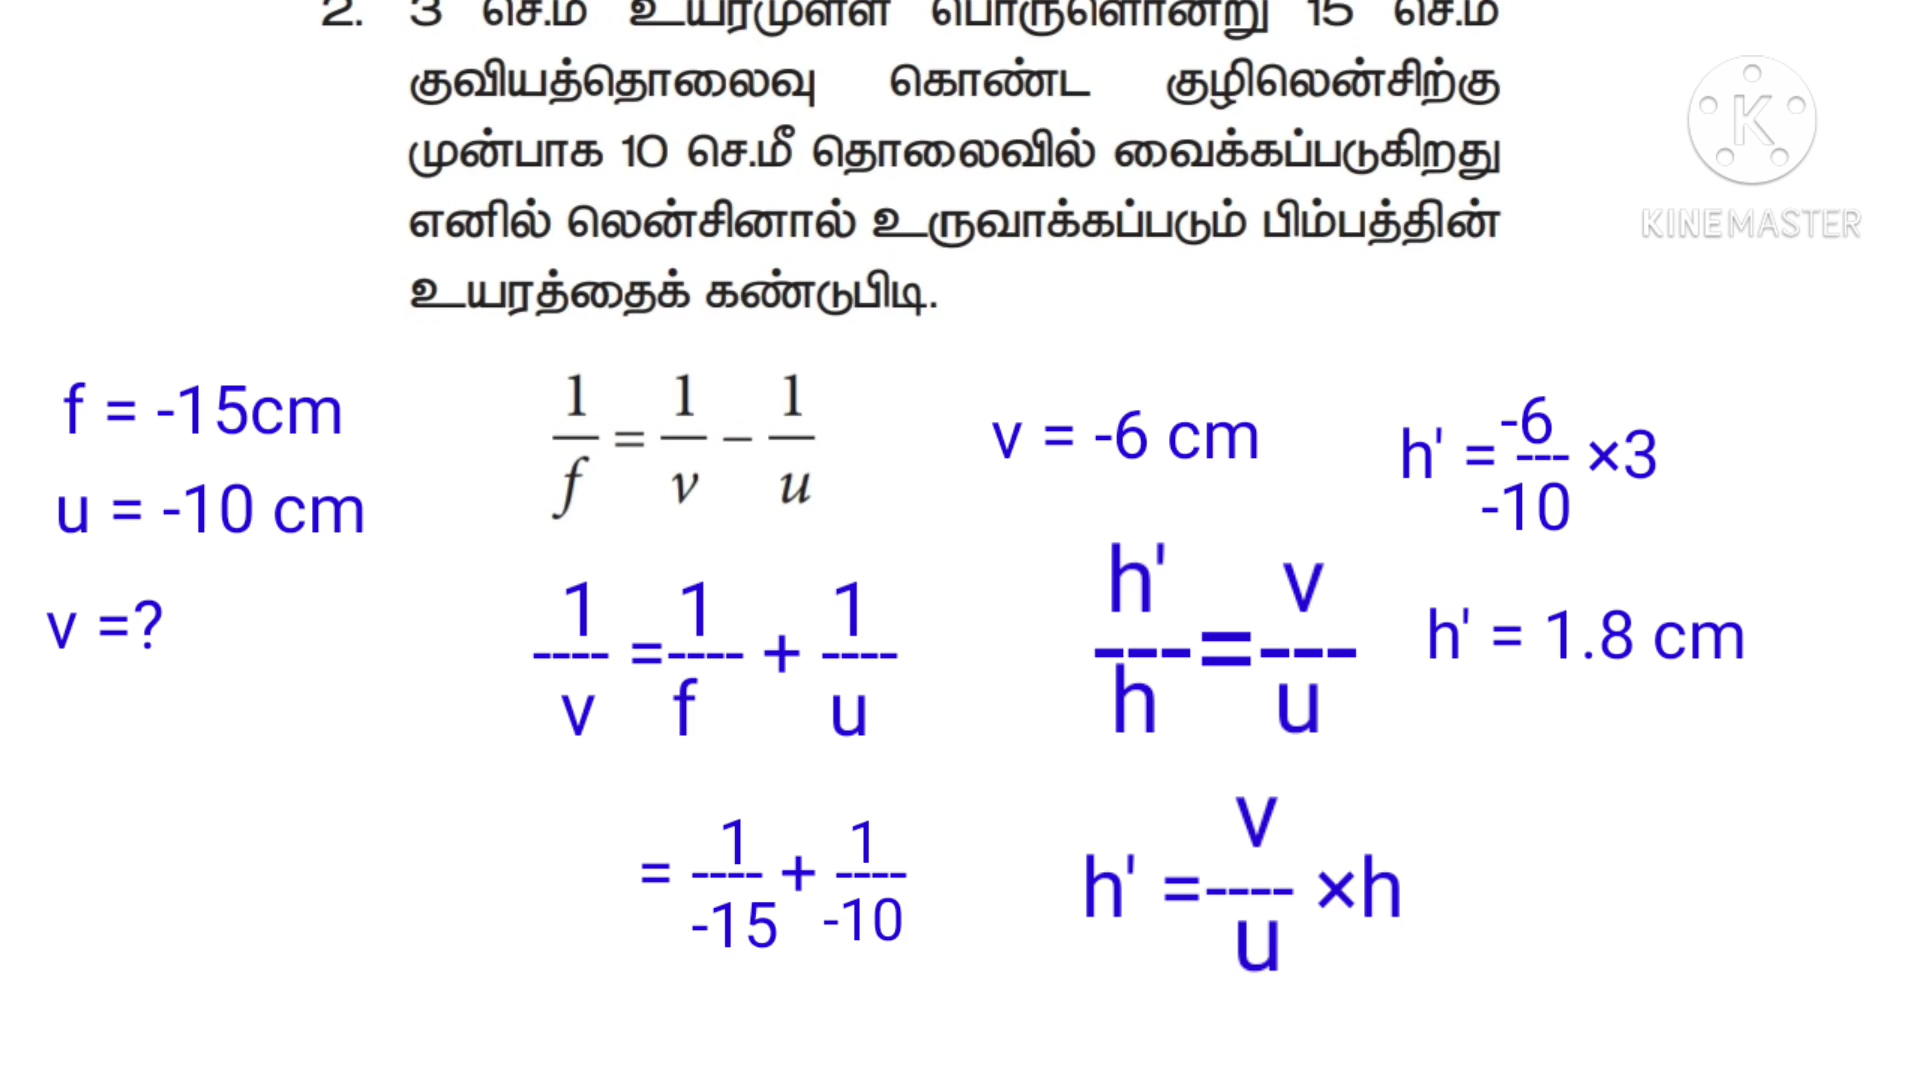 2. 3 செ.மீ உயரமுள்ள பொருளொன்று 15 செ.மீ
குவியத்தொலைவு கொண்ட குழிலென்சிற்கு
முன்பாக 10 செ.மீ தொலைவில் வைக்கப்படுகிறது
எனில் லென்சினால் உருவாக்கப்படும் பிம்பத்தின்
உயரத்தைக் கண்டுபிடி.
KINEMASTER
f = -15cm
u = -10 cm
v =?
1/f = 1/v – 1/u
1/v = 1/f + 1/u
= 1/-15 + 1/-10
v = -6 cm
h'/h = v/u
h' = v/u ×h
h' = -6/-10 ×3
h' = 1.8 cm